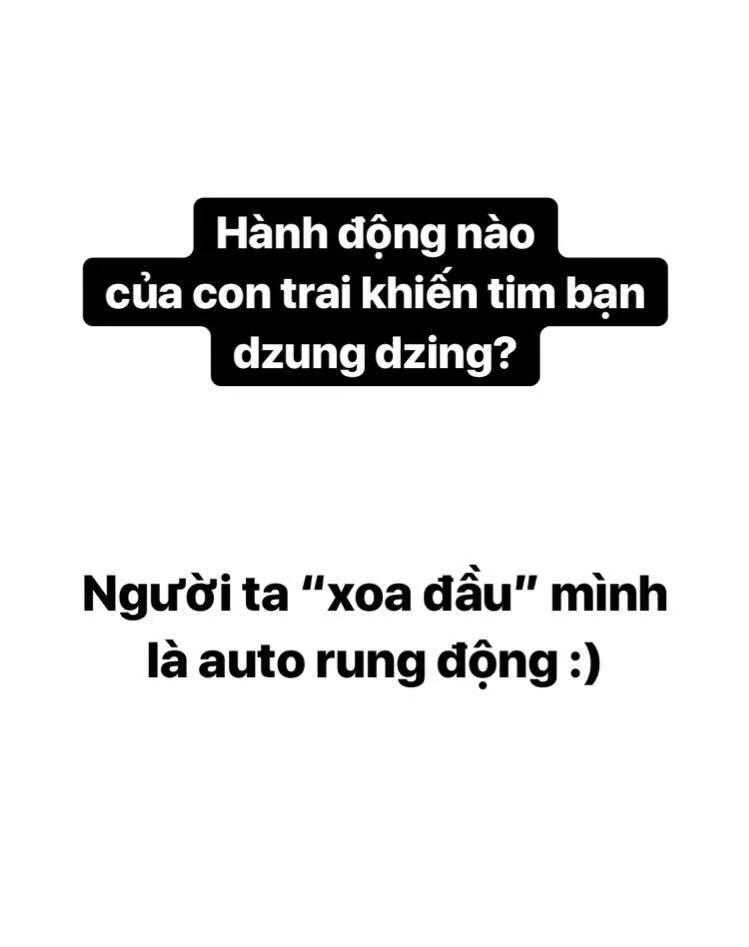 Hành động nào
của con trai khiến tim bạn
dzung dzing?
Người ta “xoa đầu” mình
là auto rung động :)